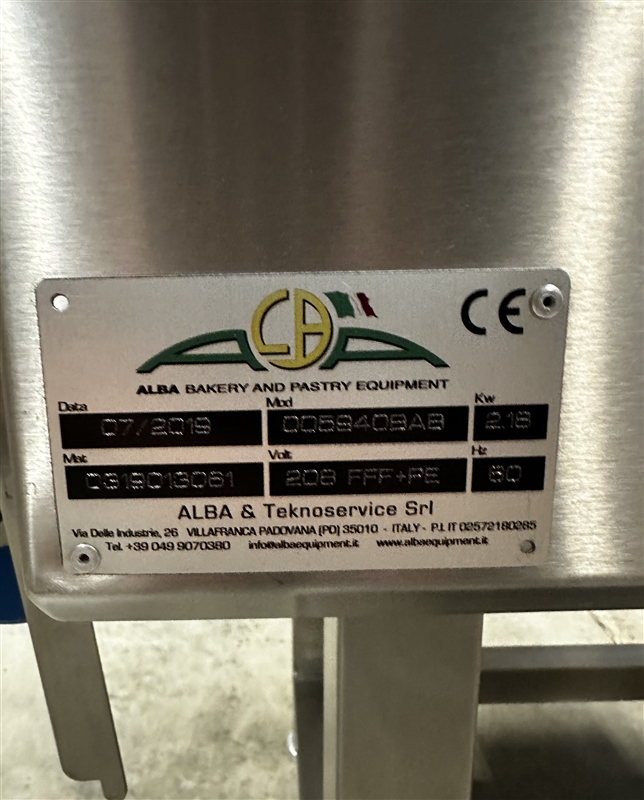 ALBA
CE
ALBA BAKERY AND PASTRY EQUIPMENT
Data Mod Kw
07/2019 005940BAB 2.18
Mat Volt Hz
0319013061 208 FFF+PE 60
ALBA & Teknoservice Srl
Via Delle Industrie, 26 VILLAFRANCA PADOVANA (PD) 35010 - ITALY - P.I. IT 02572180285
Tel. +39 049 9070380 info@albaequipment.it www.albaequipment.it